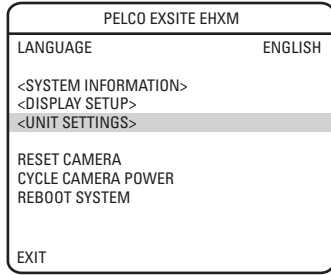 PELCO EXSITE EHXM
LANGUAGE ENGLISH
<SYSTEM INFORMATION>
<DISPLAY SETUP>
<UNIT SETTINGS>
RESET CAMERA
CYCLE CAMERA POWER
REBOOT SYSTEM
EXIT